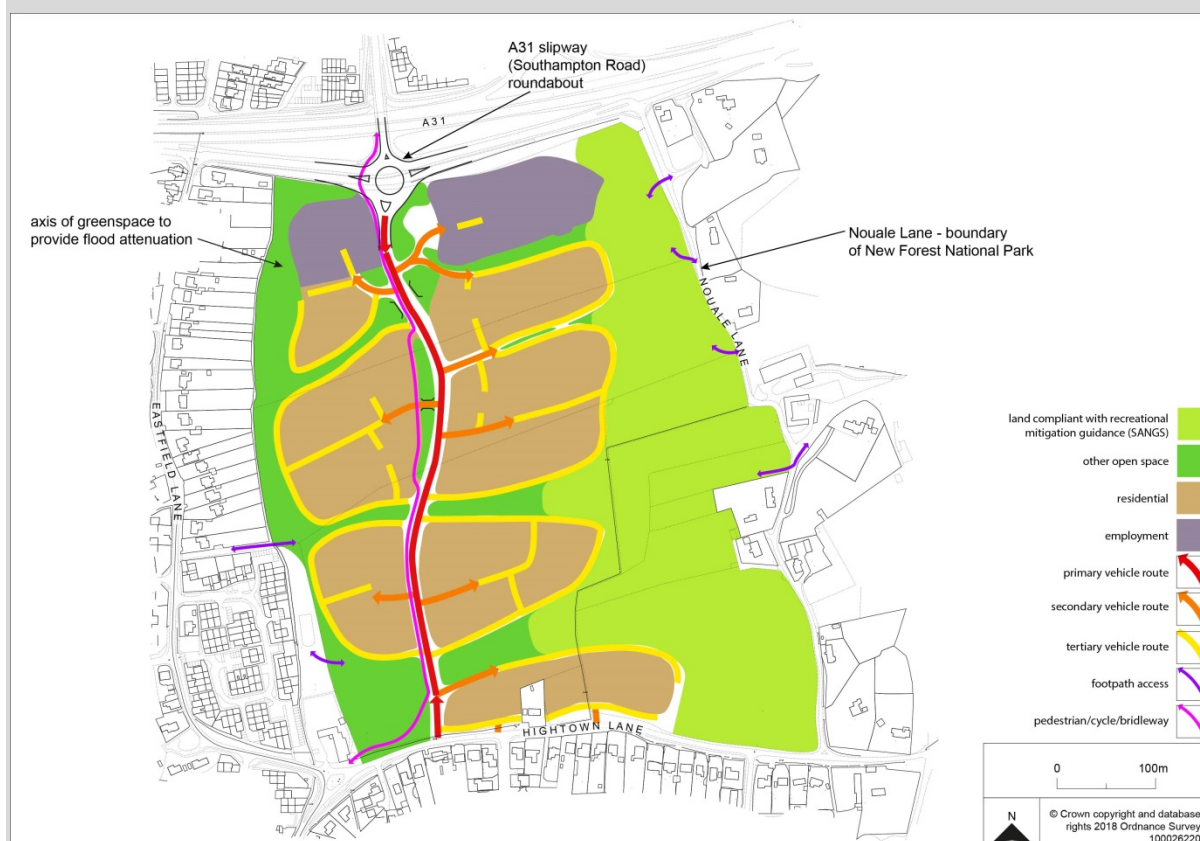 A31 slipway
(Southampton Road)
roundabout
A31
axis of greenspace to
provide flood attenuation
Nouale Lane - boundary
of New Forest National Park
NOUALE LANE
EASTFIELD LANE
HIGHTOWN LANE
land compliant with recreational
mitigation guidance (SANGS)
other open space
residential
employment
primary vehicle route
secondary vehicle route
tertiary vehicle route
footpath access
pedestrian/cycle/bridleway
0 100m
N
© Crown copyright and database
rights 2018 Ordnance Survey
100026220